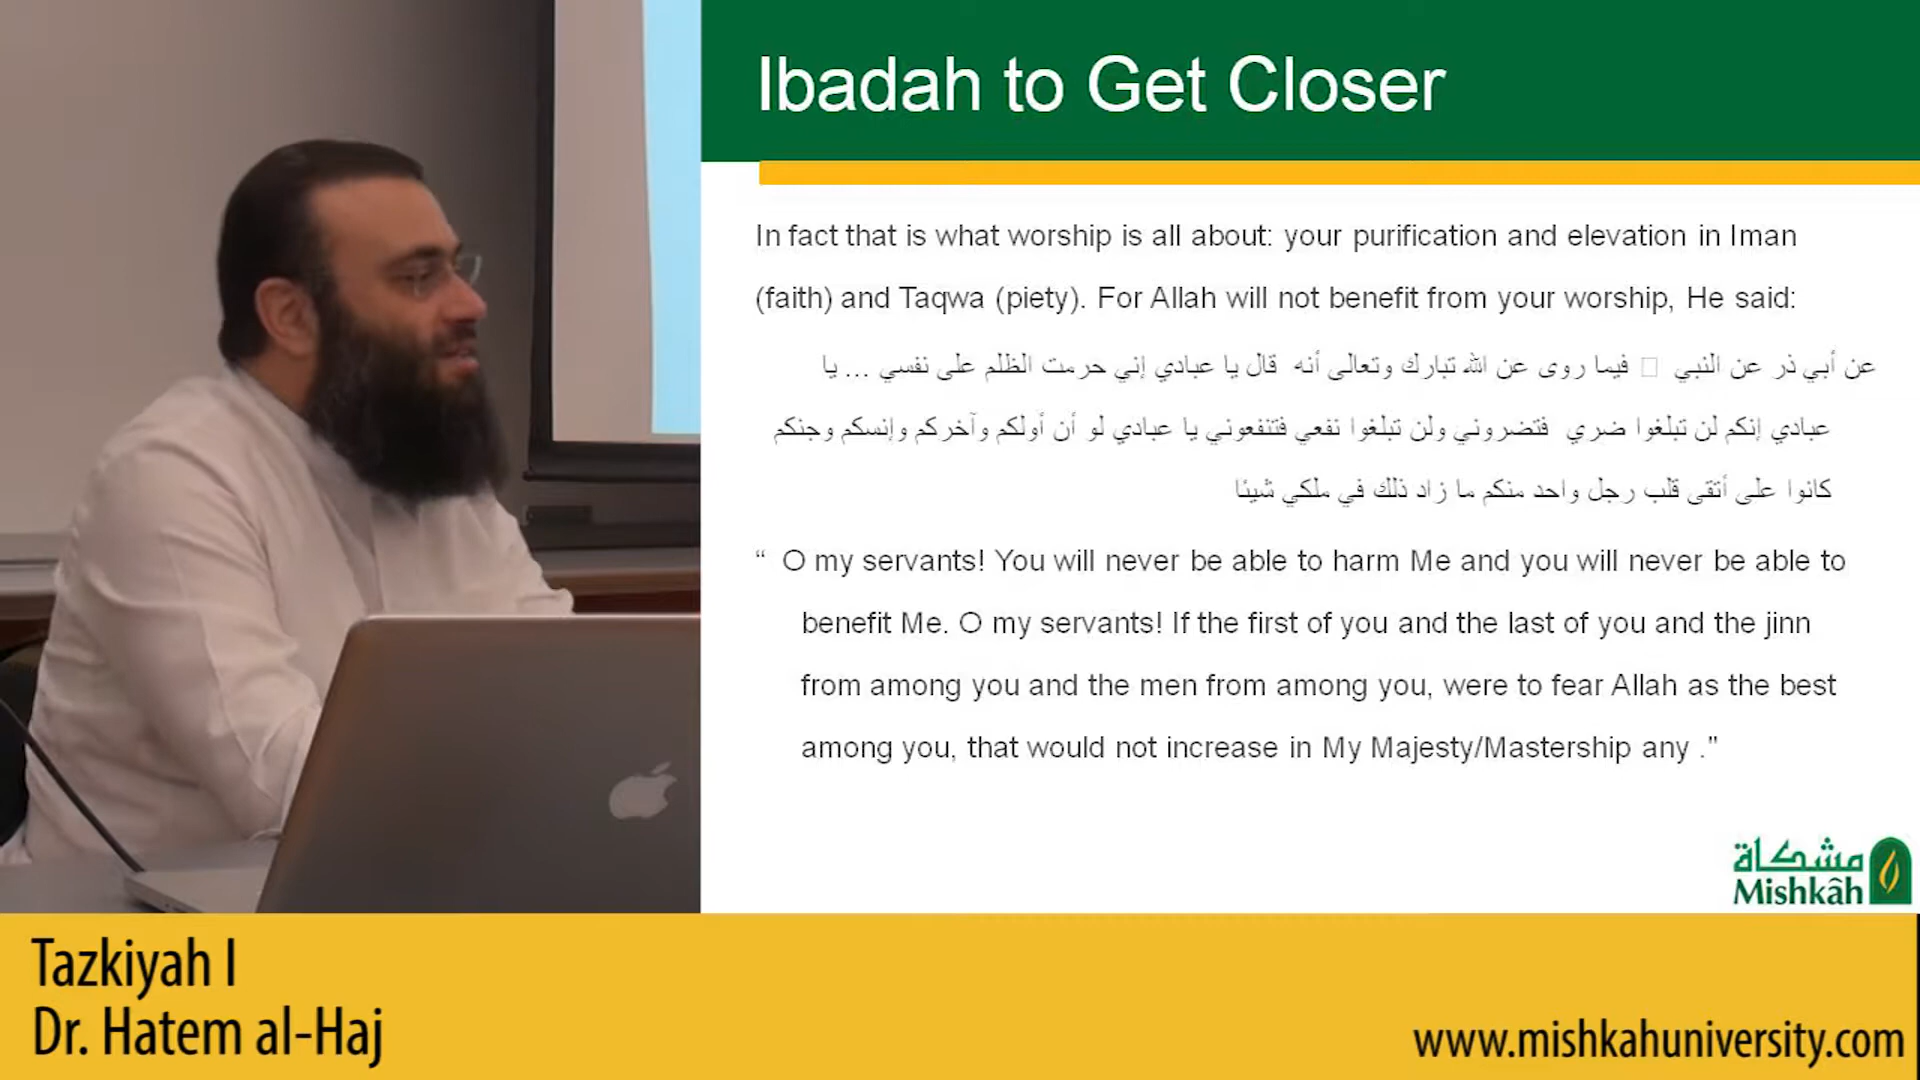 Ibadah to Get Closer
In fact that is what worship is all about: your purification and elevation in Iman
(faith) and Taqwa (piety). For Allah will not benefit from your worship, He said:
عن أبي ذر عن النبي □ فيما روى عن الله تبارك وتعالى أنه قال يا عبادي إني حرمت الظلم على نفسي ... يا
عبادي إنكم لن تبلغوا ضري فتضروني ولن تبلغوا نفعي فتنفعوني يا عبادي لو أن أولكم وآخركم وإنسكم وجنكم
كانوا على أتقى قلب رجل واحد منكم ما زاد ذلك في ملكي شيئا
“ O my servants! You will never be able to harm Me and you will never be able to
benefit Me. O my servants! If the first of you and the last of you and the jinn
from among you and the men from among you, were to fear Allah as the best
among you, that would not increase in My Majesty/Mastership any ."
مشكاة
Mishkâh
Tazkiyah I
Dr. Hatem al-Haj
www.mishkahuniversity.com